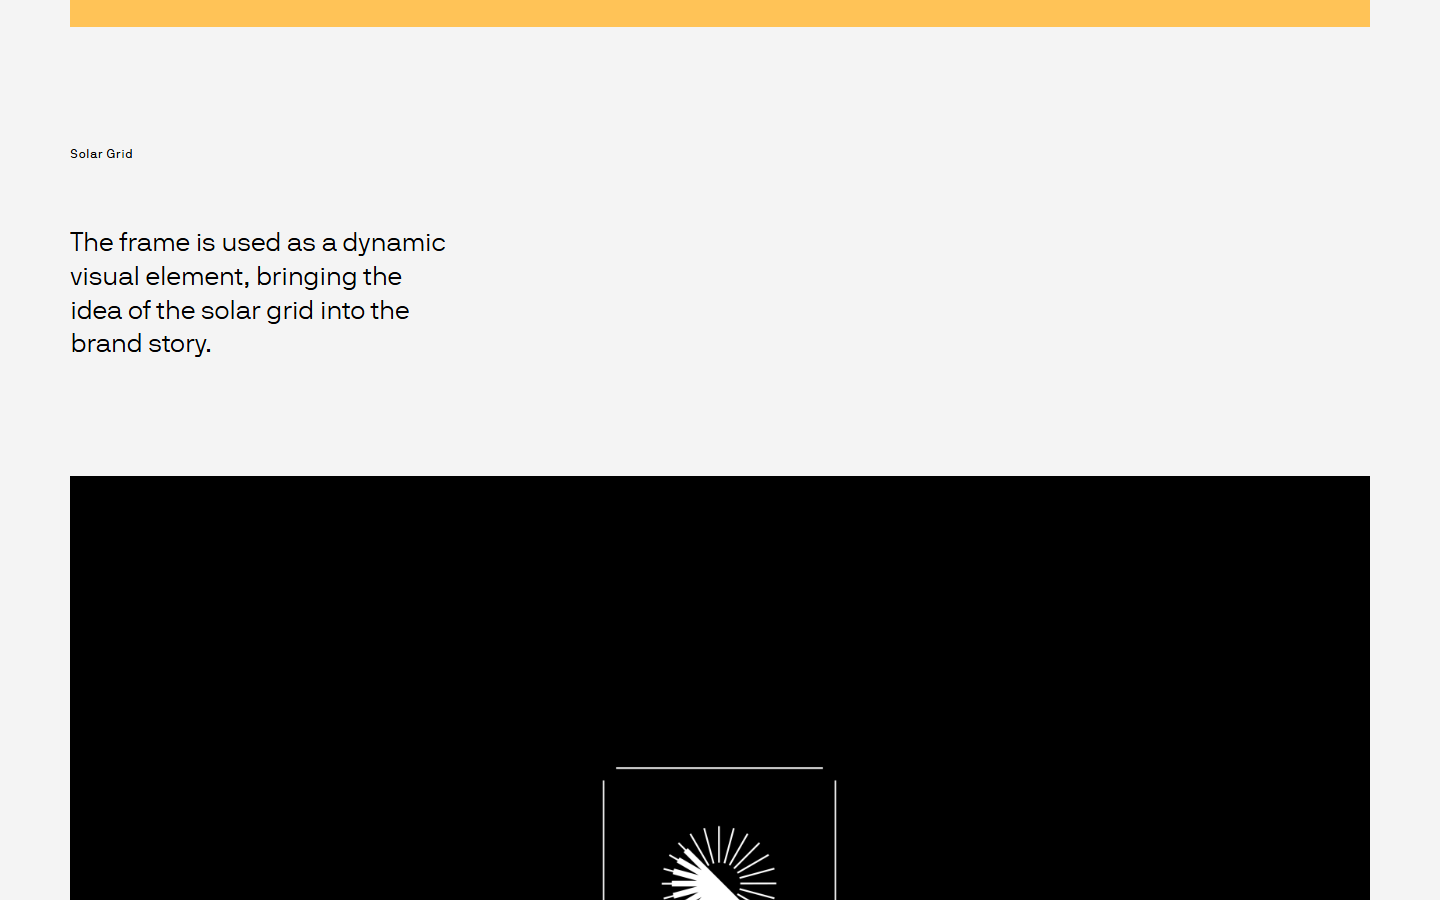 Solar Grid
The frame is used as a dynamic
visual element, bringing the
idea of the solar grid into the
brand story.